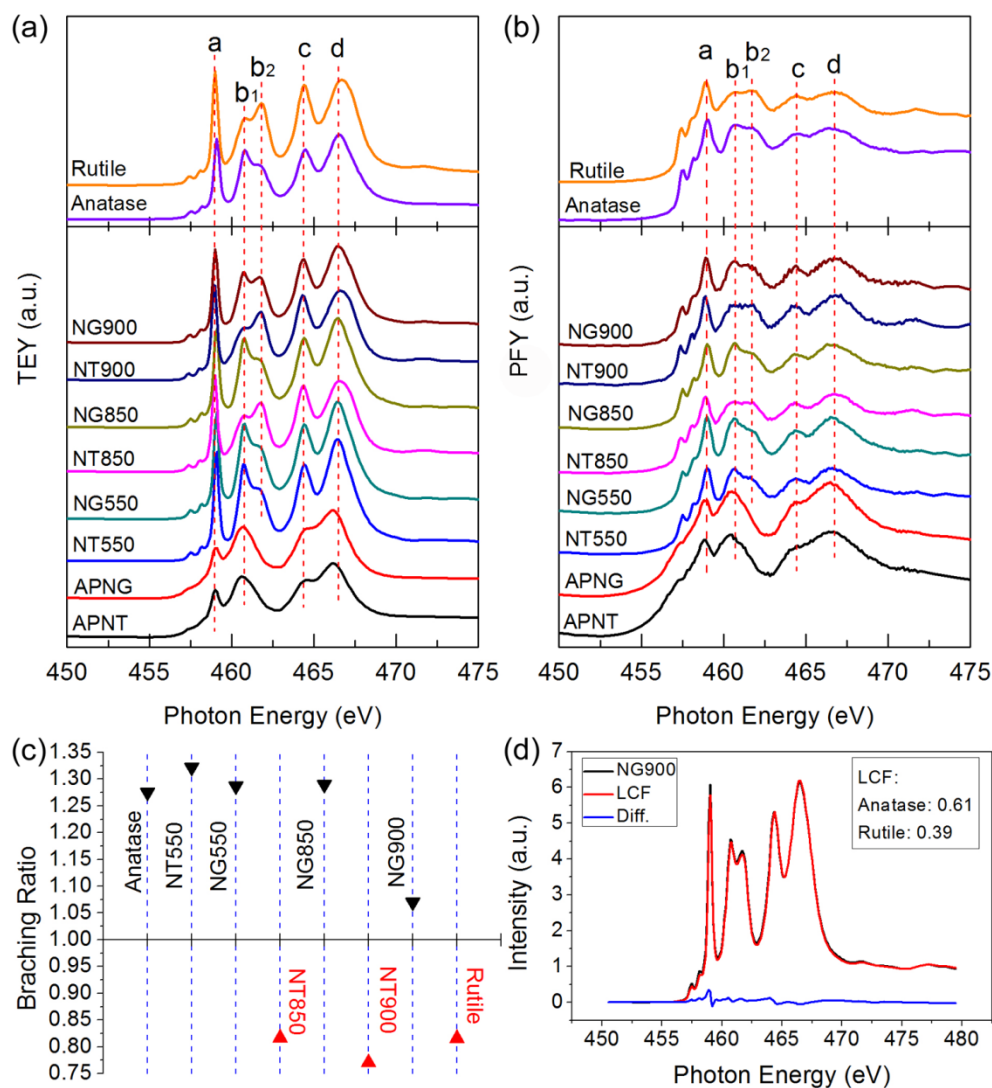 (a)
a
b1
b2
c
d
Rutile
Anatase
NG900
NT900
NG850
NT850
NG550
NT550
APNG
APNT
TEY (a.u.)
450 455 460 465 470 475
Photon Energy (eV)
(b)
a
b1
b2
c
d
Rutile
Anatase
NG900
NT900
NG850
NT850
NG550
NT550
APNG
APNT
PFY (a.u.)
450 455 460 465 470 475
Photon Energy (eV)
(c)
Braching Ratio
1.35
1.30
1.25
1.20
1.15
1.10
1.05
1.00
0.95
0.90
0.85
0.80
0.75
Anatase
NT550
NG550
NT850
NG850
NT900
NG900
Rutile
(d)
Intensity (a.u.)
7
6
5
4
3
2
1
0
NG900
LCF
Diff.
LCF:
Anatase: 0.61
Rutile: 0.39
450 455 460 465 470 475 480
Photon Energy (eV)